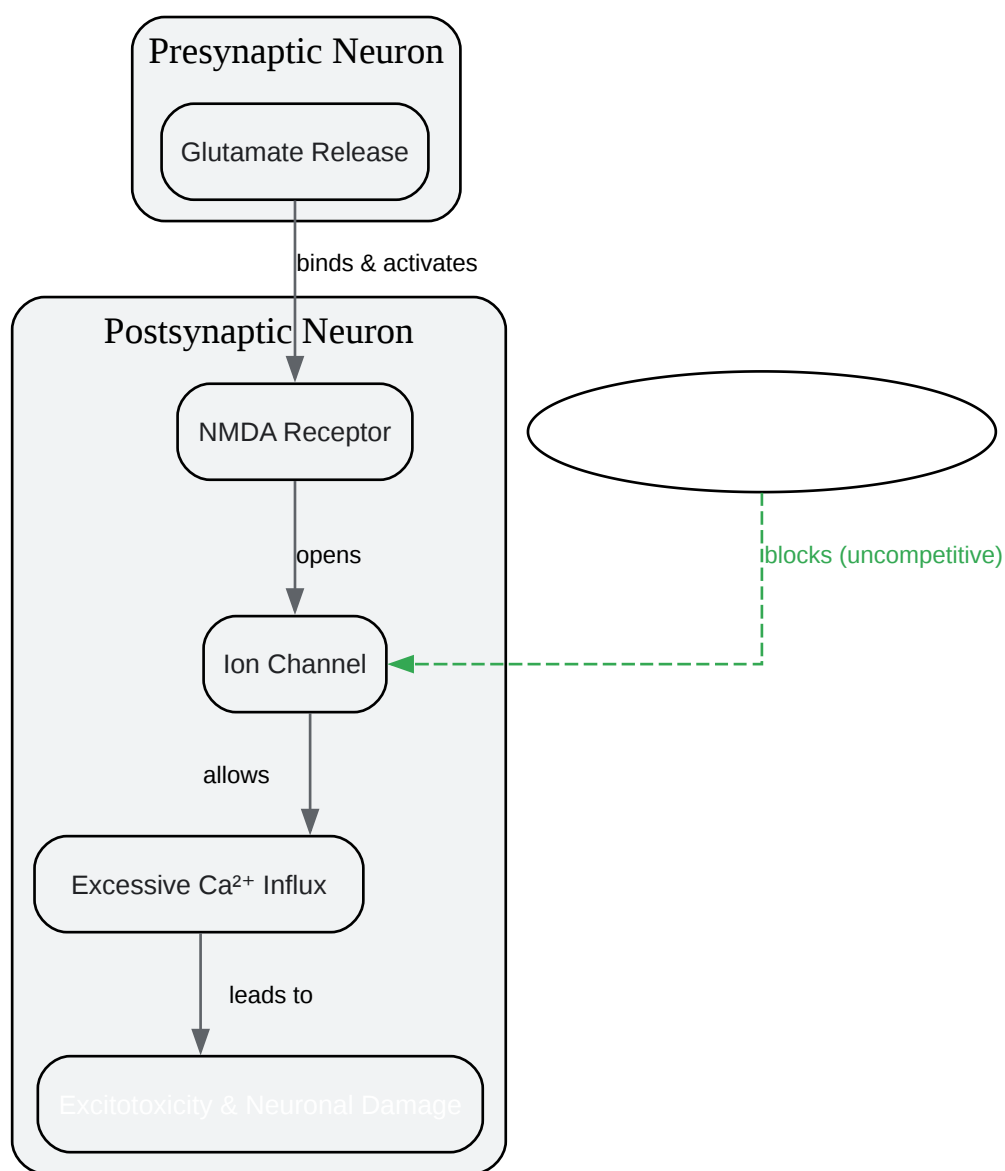 Presynaptic Neuron
Glutamate Release
binds & activates
Postsynaptic Neuron
NMDA Receptor
opens
blocks (uncompetitive)
Ion Channel
allows
Excessive Ca²⁺ Influx
leads to
Excitotoxicity & Neuronal Damage